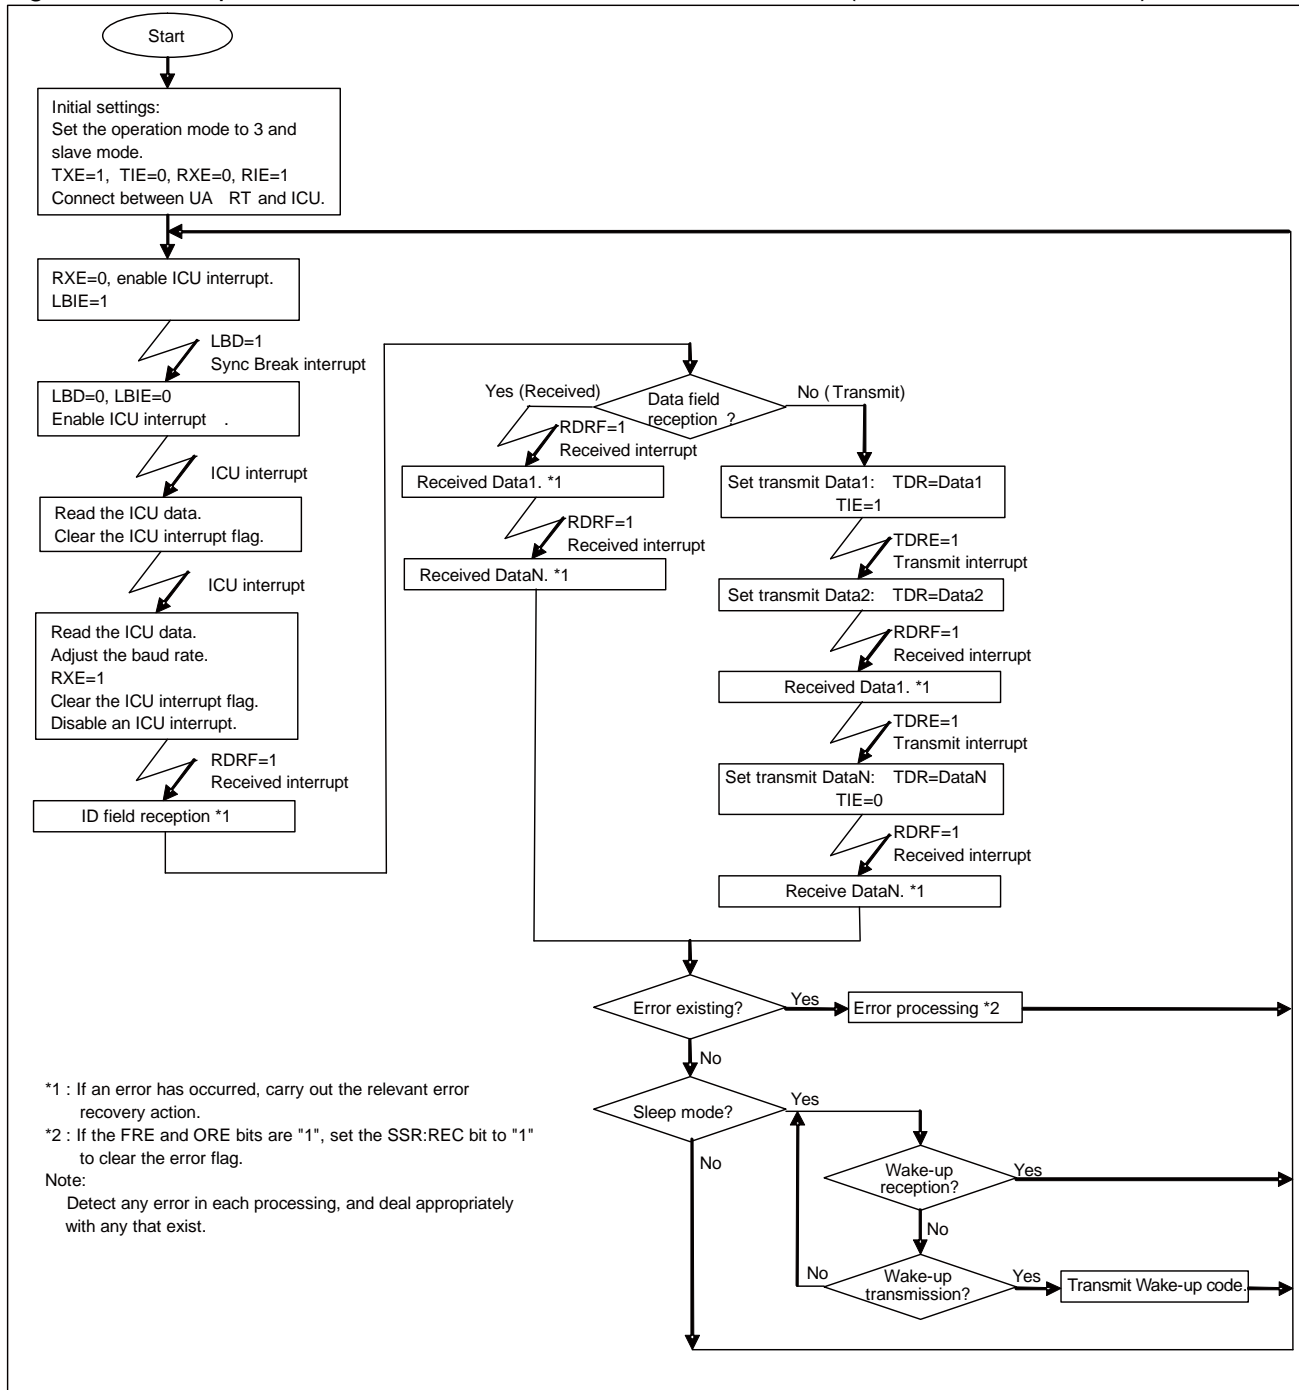 Start
Initial settings:
Set the operation mode to 3 and
slave mode.
TXE=1, TIE=0, RXE=0, RIE=1
Connect between UA RT and ICU.
RXE=0, enable ICU interrupt.
LBIE=1
LBD=1
Sync Break interrupt
LBD=0, LBIE=0
Enable ICU interrupt .
ICU interrupt
Read the ICU data.
Clear the ICU interrupt flag.
ICU interrupt
Read the ICU data.
Adjust the baud rate.
RXE=1
Clear the ICU interrupt flag.
Disable an ICU interrupt.
RDRF=1
Received interrupt
ID field reception *1
Data field
reception ?
Yes (Received)
RDRF=1
Received interrupt
Received Data1. *1
RDRF=1
Received interrupt
Received DataN. *1
No ( Transmit)
Set transmit Data1: TDR=Data1
TIE=1
TDRE=1
Transmit interrupt
Set transmit Data2: TDR=Data2
RDRF=1
Received interrupt
Received Data1. *1
TDRE=1
Transmit interrupt
Set transmit DataN: TDR=DataN
TIE=0
RDRF=1
Received interrupt
Receive DataN. *1
Error existing?
Yes
Error processing *2
No
Sleep mode?
Yes
No
Wake-up
reception?
Yes
No
Wake-up
transmission?
No
Yes
Transmit Wake-up code.
*1 : If an error has occurred, carry out the relevant error
recovery action.
*2 : If the FRE and ORE bits are "1", set the SSR:REC bit to "1"
to clear the error flag.
Note:
Detect any error in each processing, and deal appropriately
with any that exist.